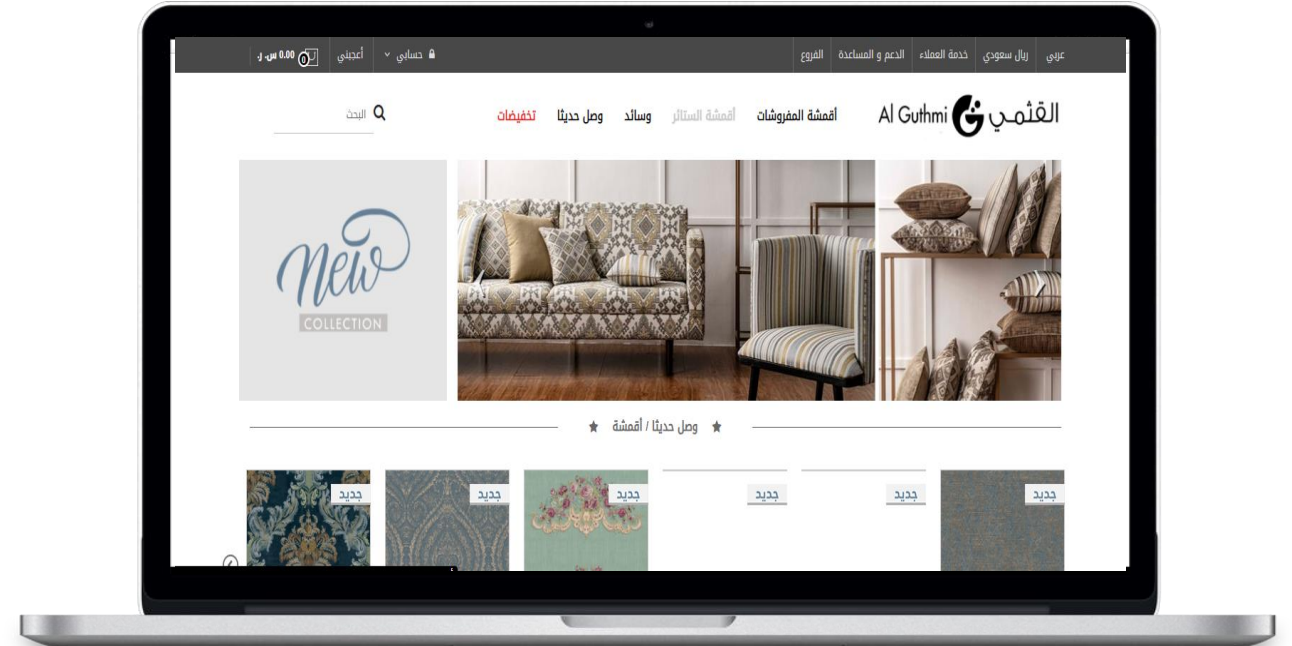 عربي ريال سعودي خدمة العملاء الدعم و المساعدة الفروع حسابي أعجبني 0 0.00 س. ر.
القثمي Al Guthmi أقمشة المفروشات أقمشة الستائر وسائد وصل حديثا تخفيضات البحث
new
COLLECTION
وصل حديثا / أقمشة
جديد جديد جديد جديد جديد جديد